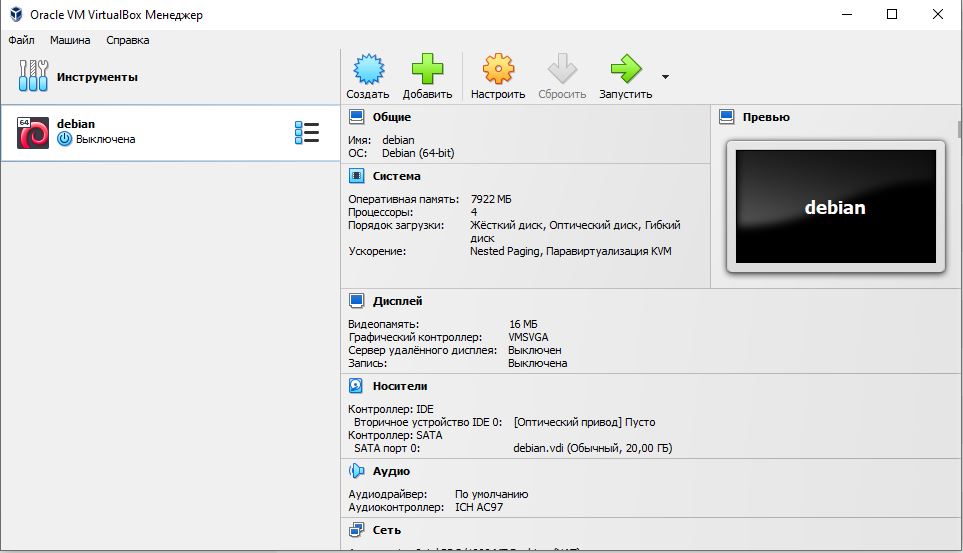 Oracle VM VirtualBox Менеджер
Файл Машина Справка
Инструменты
Создать Добавить Настроить Сбросить Запустить
64
debian
Выключена
Общие
Имя: debian
ОС: Debian (64-bit)
Превью
debian
Система
Оперативная память: 7922 МБ
Процессоры: 4
Порядок загрузки: Жёсткий диск, Оптический диск, Гибкий
диск
Ускорение: Nested Paging, Паравиртуализация KVM
Дисплей
Видеопамять: 16 МБ
Графический контроллер: VMSVGA
Сервер удалённого дисплея: Выключен
Запись: Выключена
Носители
Контроллер: IDE
Вторичное устройство IDE 0: [Оптический привод] Пусто
Контроллер: SATA
SATA порт 0: debian.vdi (Обычный, 20,00 ГБ)
Аудио
Аудиодрайвер: По умолчанию
Аудиоконтроллер: ICH AC97
Сеть